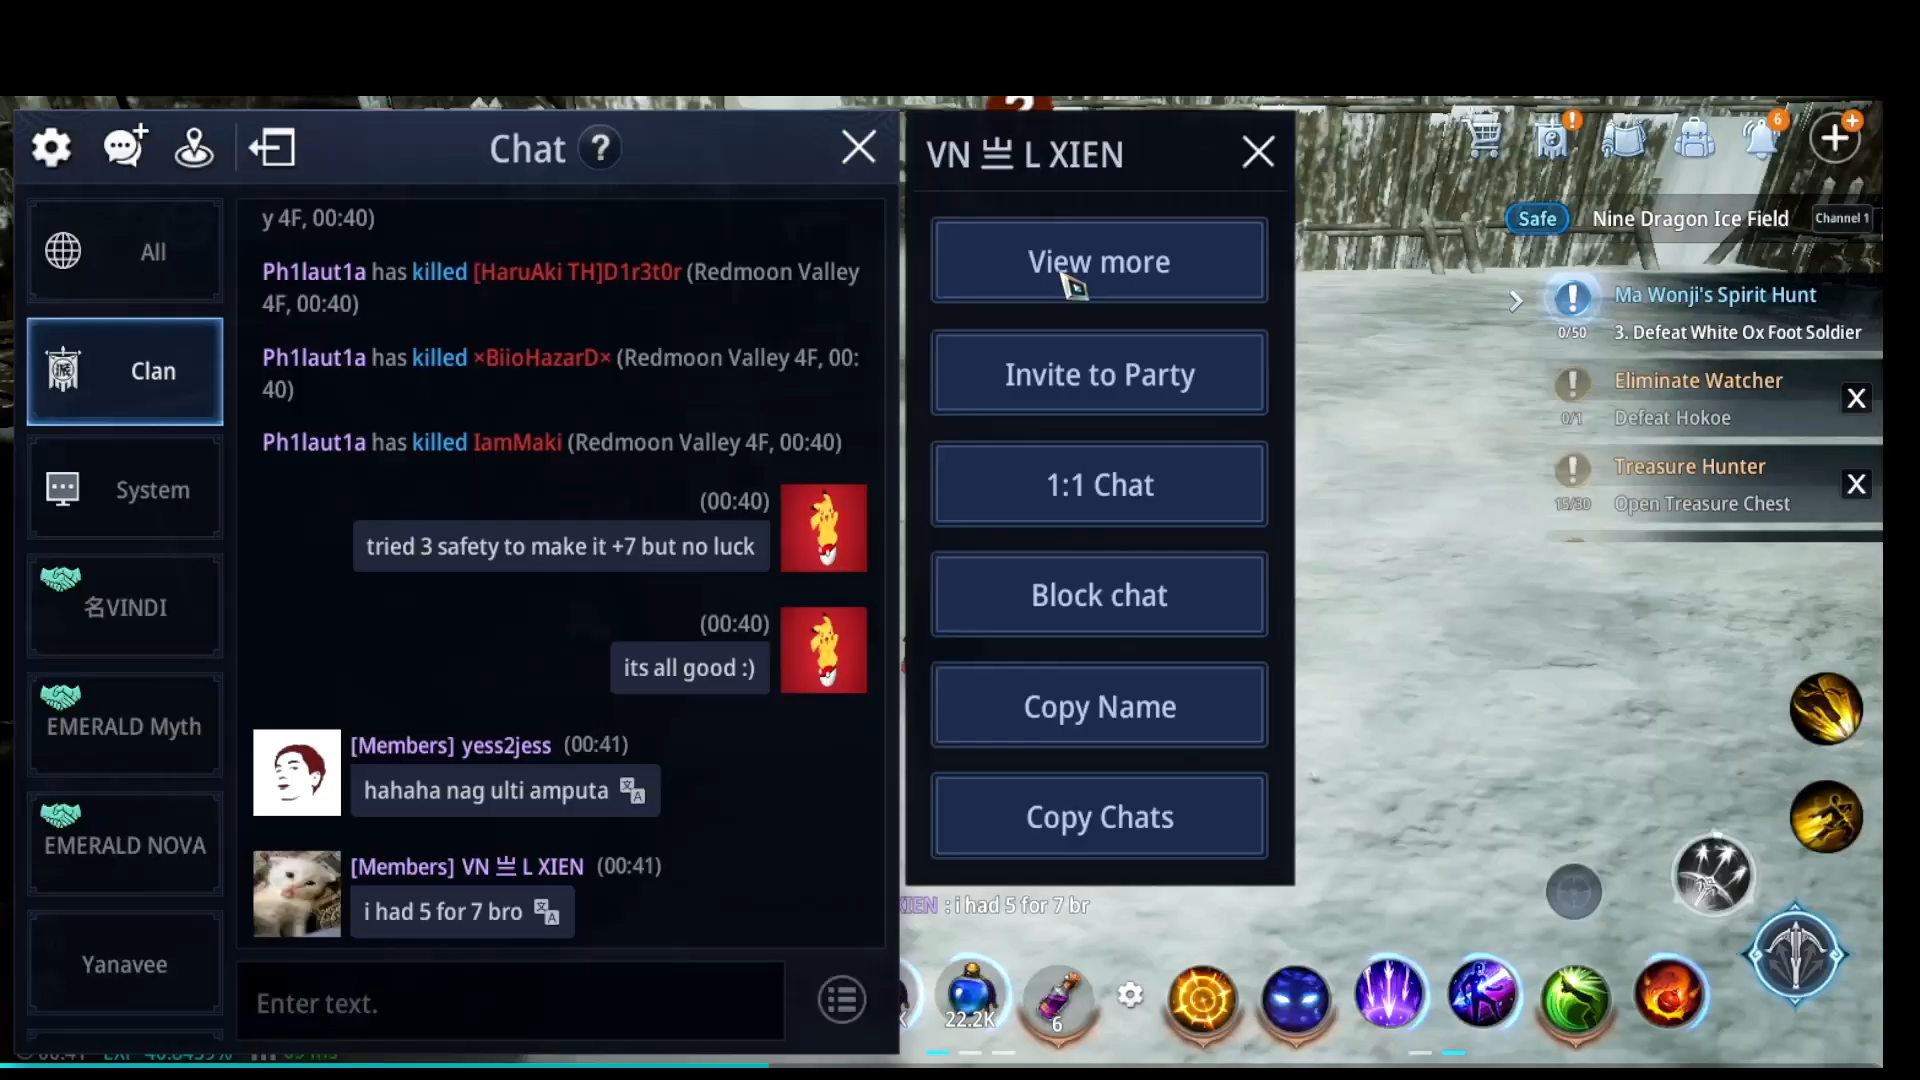 Chat ?
All
Clan
System
名VINDI
EMERALD Myth
EMERALD NOVA
Yanavee
y 4F, 00:40)
Ph1laut1a has killed [HaruAki TH]D1r3t0r (Redmoon Valley
4F, 00:40)
Ph1laut1a has killed ×BiioHazarD× (Redmoon Valley 4F, 00:
40)
Ph1laut1a has killed IamMaki (Redmoon Valley 4F, 00:40)
(00:40)
tried 3 safety to make it +7 but no luck
(00:40)
its all good :)
[Members] yess2jess (00:41)
hahaha nag ulti amputa
[Members] VN 亗 L XIEN (00:41)
i had 5 for 7 bro
Enter text.
VN 亗 L XIEN
View more
Invite to Party
1:1 Chat
Block chat
Copy Name
Copy Chats
XIEN : i had 5 for 7 br
6
Safe Nine Dragon Ice Field Channel 1
Ma Wonji's Spirit Hunt
0/50 3. Defeat White Ox Foot Soldier
Eliminate Watcher
0/1 Defeat Hokoe
X
Treasure Hunter
15/30 Open Treasure Chest
X
22.2K
6